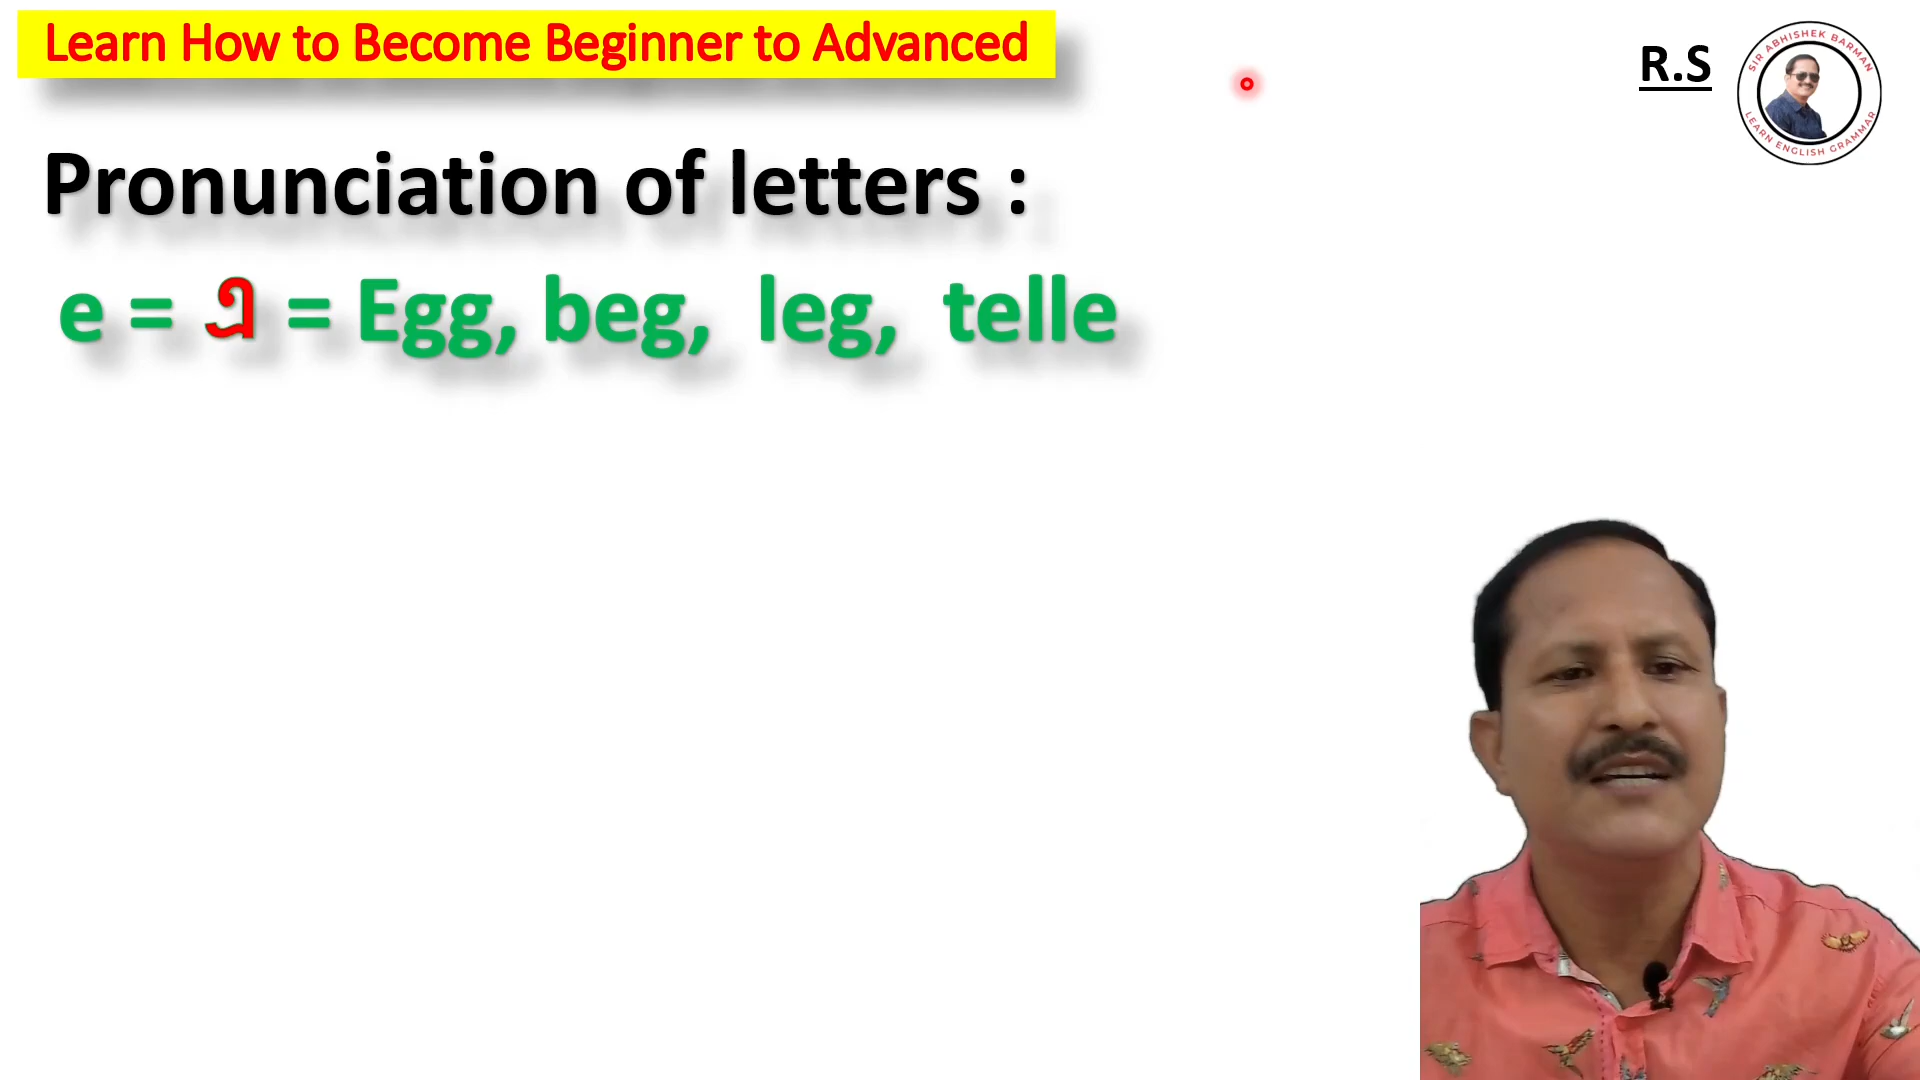 Learn How to Become Beginner to Advanced
R.S
SIR ABHISHEK BARMAN
LEARN ENGLISH GRAMMAR
Pronunciation of letters :
e = এ = Egg, beg, leg, telle